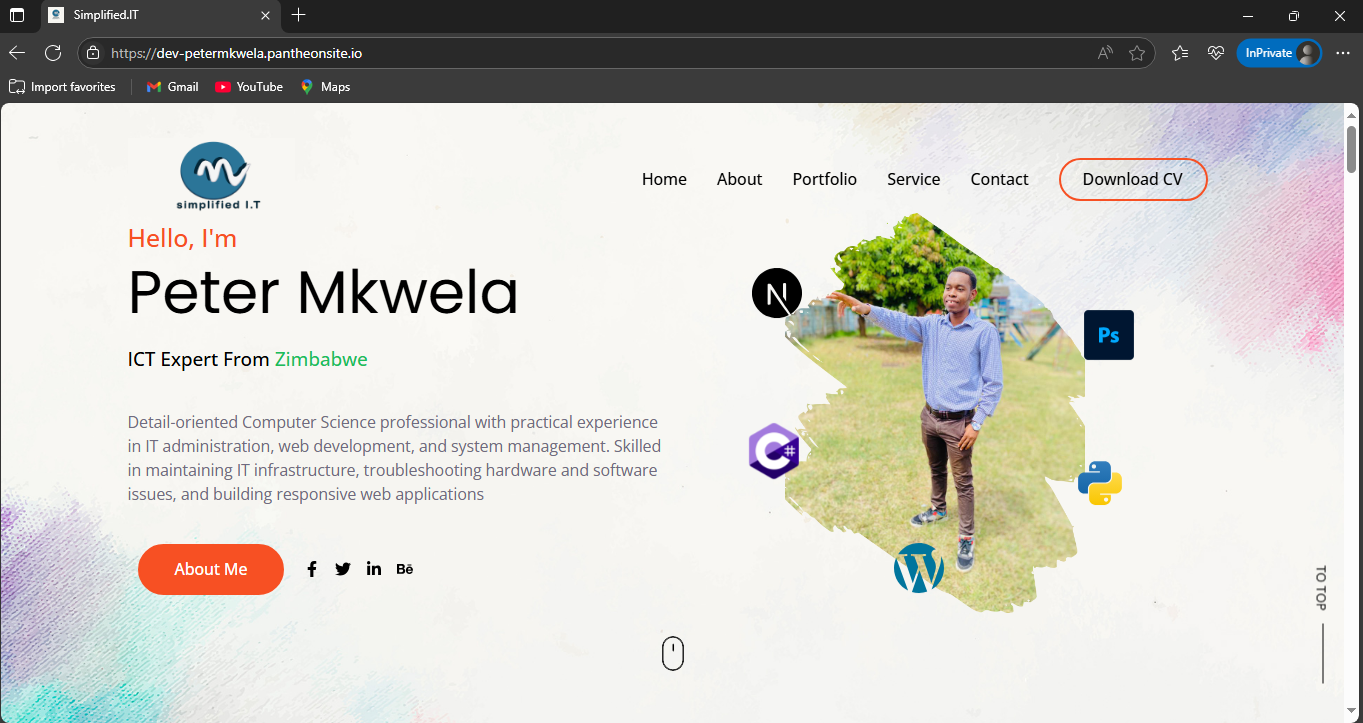 Simplified.IT
https://dev-petermkwela.pantheonsite.io
InPrivate
Import favorites
Gmail
YouTube
Maps
simplified I.T
Home
About
Portfolio
Service
Contact
Download CV
Hello, I'm
Peter Mkwela
ICT Expert From Zimbabwe
Detail-oriented Computer Science professional with practical experience
in IT administration, web development, and system management. Skilled
in maintaining IT infrastructure, troubleshooting hardware and software
issues, and building responsive web applications
About Me
N
Ps
C#
W
TO TOP